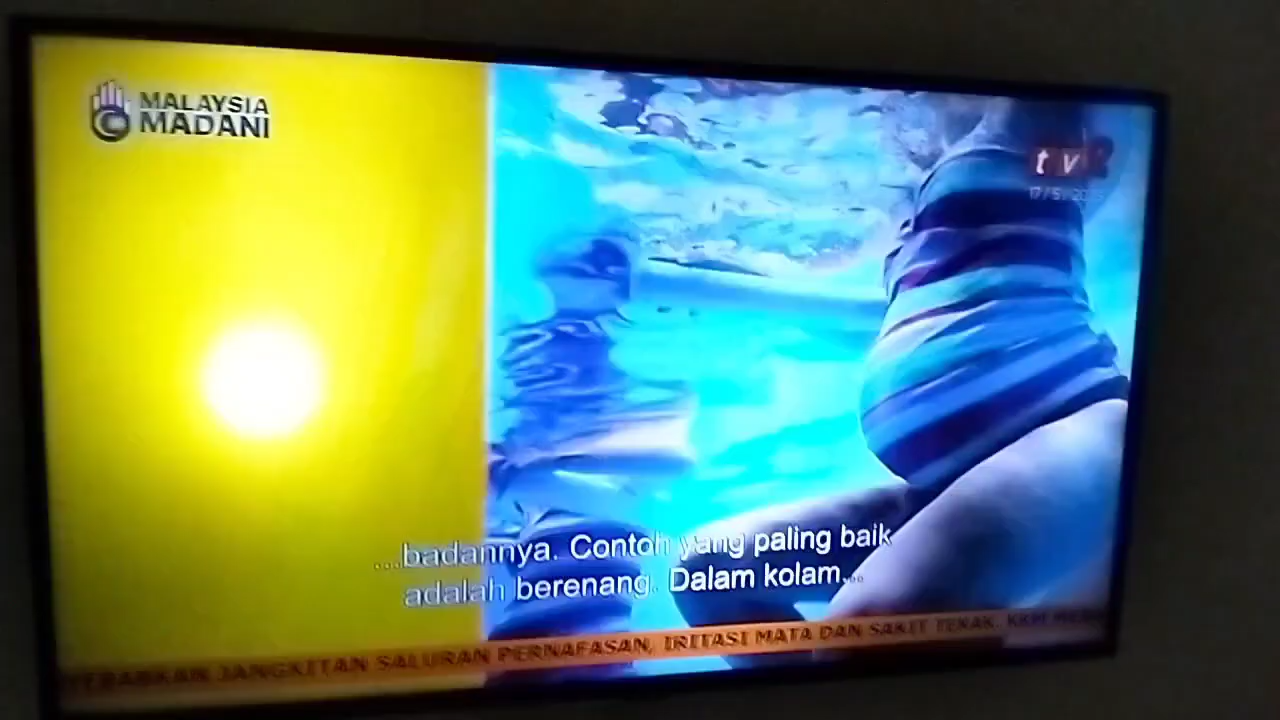 MALAYSIA
MADANI
tv
...badannya. Contoh yang paling baik
adalah berenang. Dalam kolam...
JANGKITAN SALURAN PERNAFASAN, IRITASI MATA DAN SAKIT TEKAK. KKM